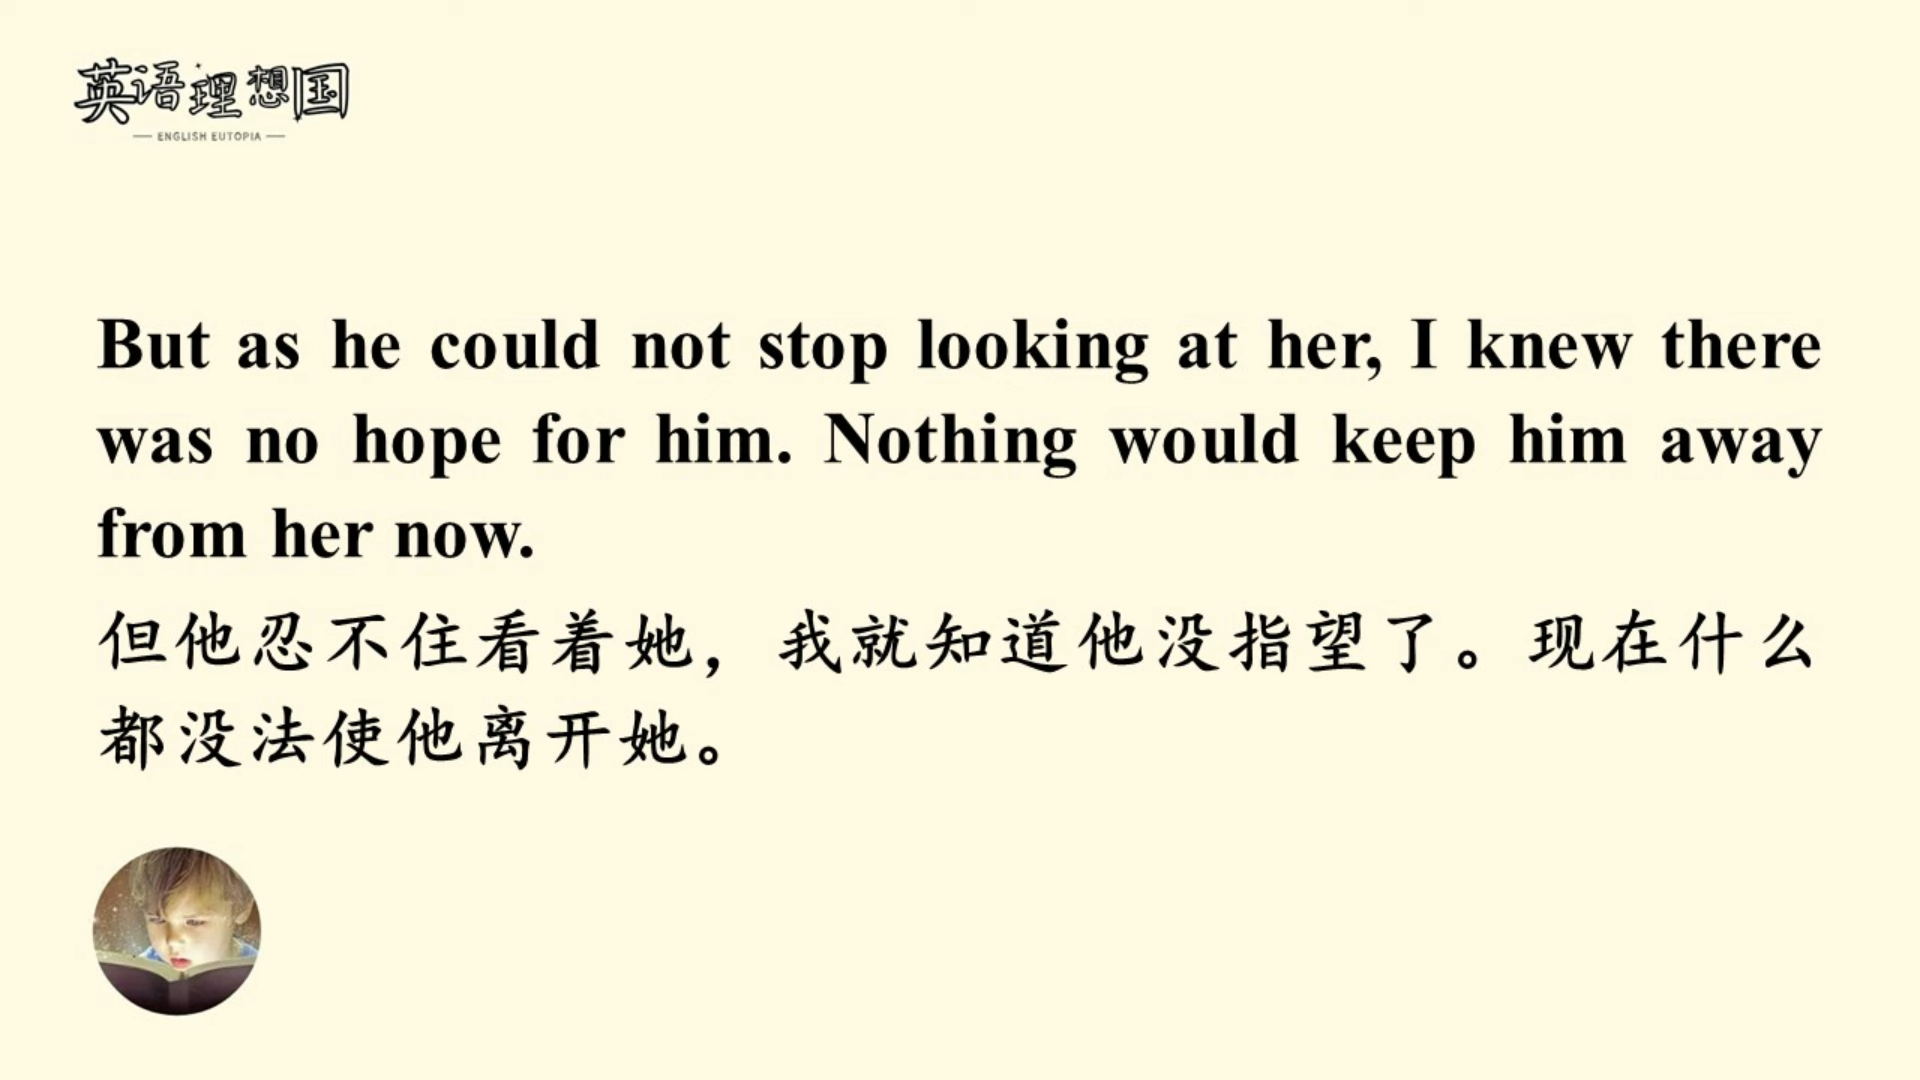 英语理想国
ENGLISH EUTOPIA
But as he could not stop looking at her, I knew there
was no hope for him. Nothing would keep him away
from her now.
但他忍不住看着她，我就知道他没指望了。现在什么
都没法使他离开她。